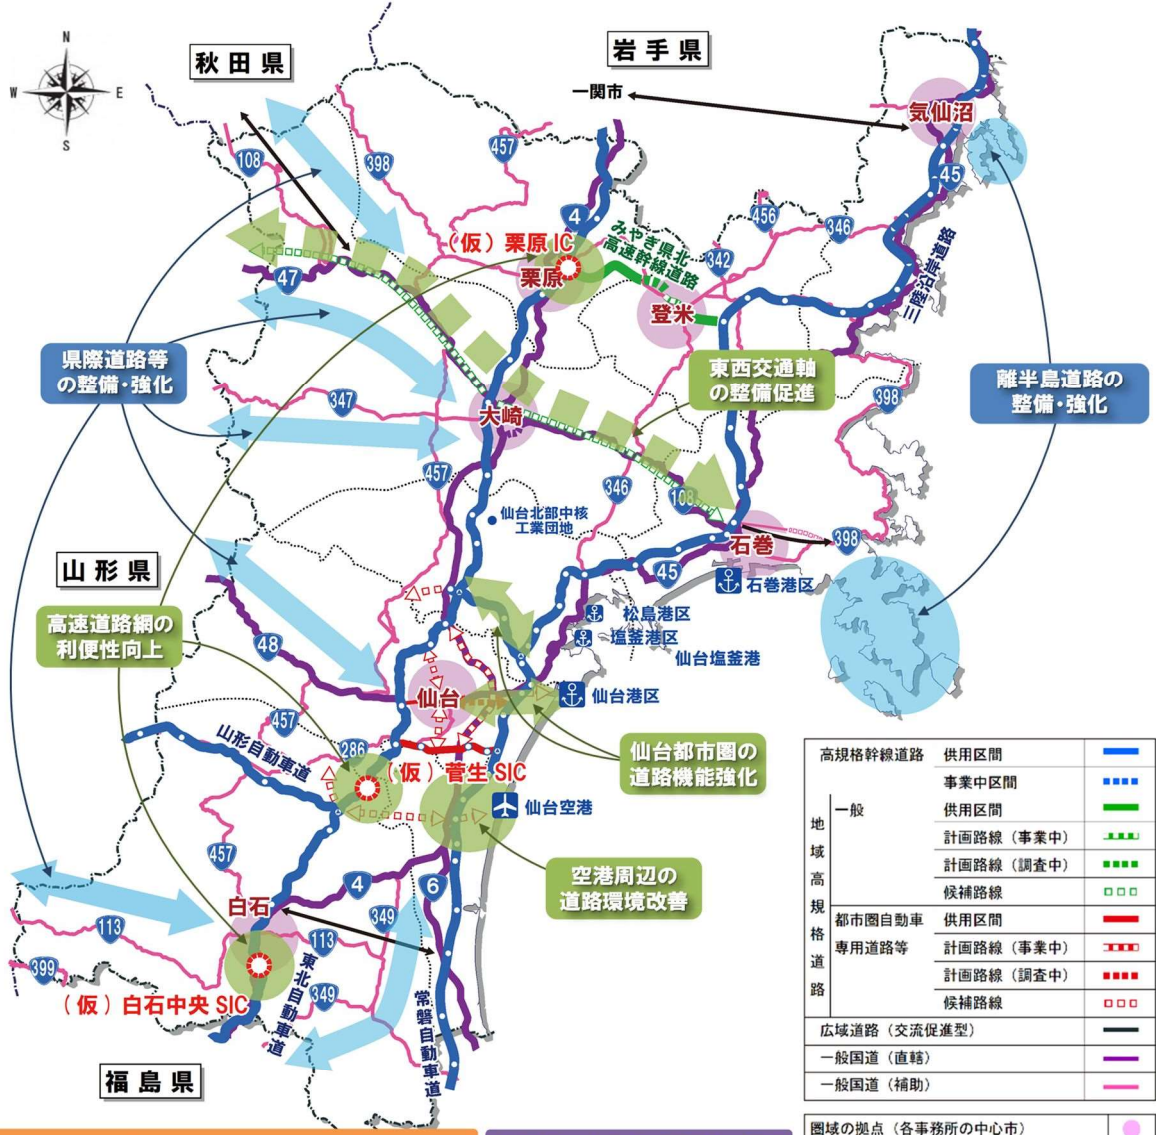 N
W
E
S
秋田県
岩手県
一関市
気仙沼
108
398
457
45
4
456
346
(仮)栗原IC
みやぎ県北
高速幹線道路
342
栗原
三陸沿岸道路
47
登米
県際道路等
の整備・強化
東西交通軸
の整備促進
離半島道路の
整備・強化
347
398
大崎
457
346
108
仙台北部中核
工業団地
石巻
398
山形県
45
石巻港区
高速道路網の
利便性向上
松島港区
塩釜港区
48
仙台塩釜港
仙台
仙台港区
457
山形自動車道
286
(仮)菅生SIC
仙台都市圏の
道路機能強化
仙台空港
457
4
6
空港周辺の
道路環境改善
白石
349
113
113
399
東北自動車道
349
(仮)白石中央SIC
常磐自動車道
福島県
高規格幹線道路 供用区間
事業中区間
地域高規格道路
一般 供用区間
計画路線(事業中)
計画路線(調査中)
候補路線
都市圏自動車 供用区間
専用道路等 計画路線(事業中)
計画路線(調査中)
候補路線
広域道路(交流促進型)
一般国道(直轄)
一般国道(補助)
圏域の拠点(各事務所の中心市)